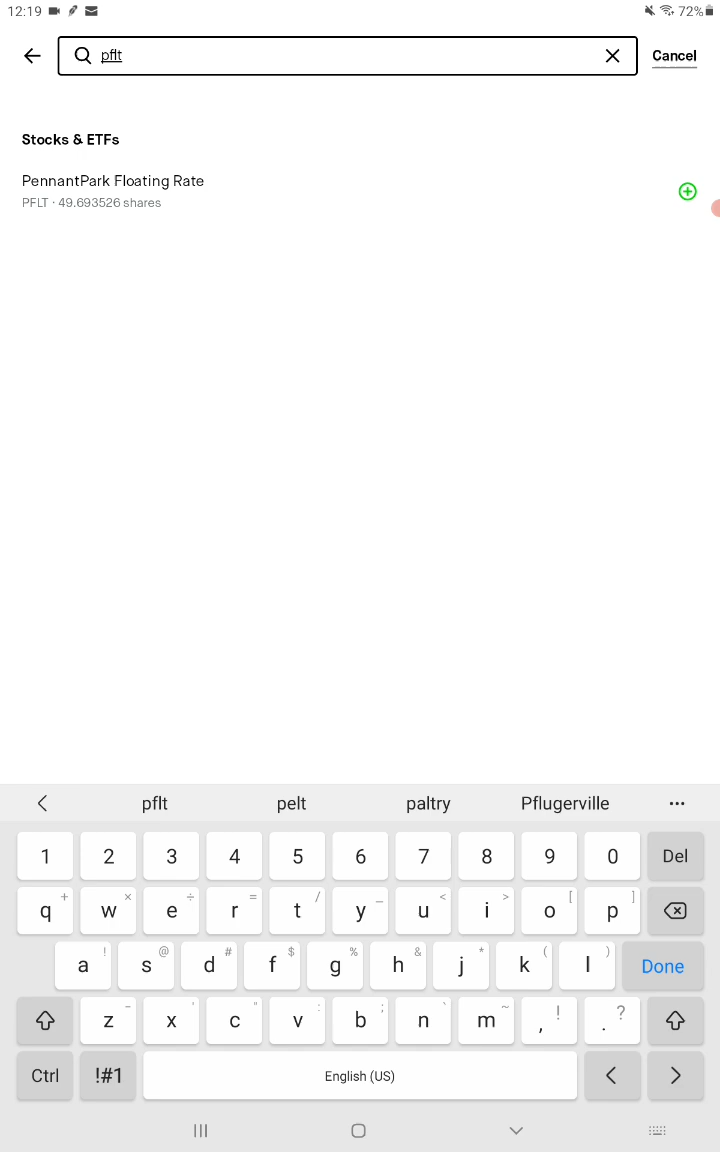 12:19 72%
pflt Cancel
Stocks & ETFs
PennantPark Floating Rate
PFLT · 49.693526 shares
pflt pelt paltry Pflugerville ...
1 2 3 4 5 6 7 8 9 0 Del
+ × ÷ = / _ < > [ ]
q w e r t y u i o p
! @ # $ % & * ( )
a s d f g h j k l Done
- ' " : ; ` ~ ! ?
z x c v b n m , .
Ctrl !#1 English (US) < >